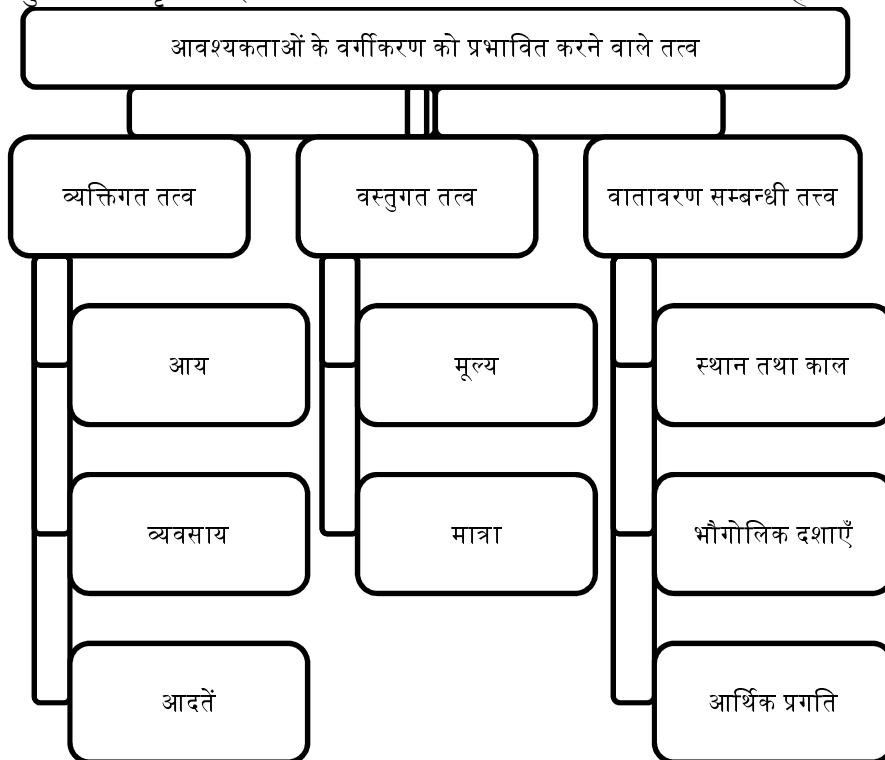 आवश्यकताओं के वर्गीकरण को प्रभावित करने वाले तत्व
व्यक्तिगत तत्व
वस्तुगत तत्व
वातावरण सम्बन्धी तत्त्व
आय
मूल्य
स्थान तथा काल
व्यवसाय
मात्रा
भौगोलिक दशाएँ
आदतें
आर्थिक प्रगति